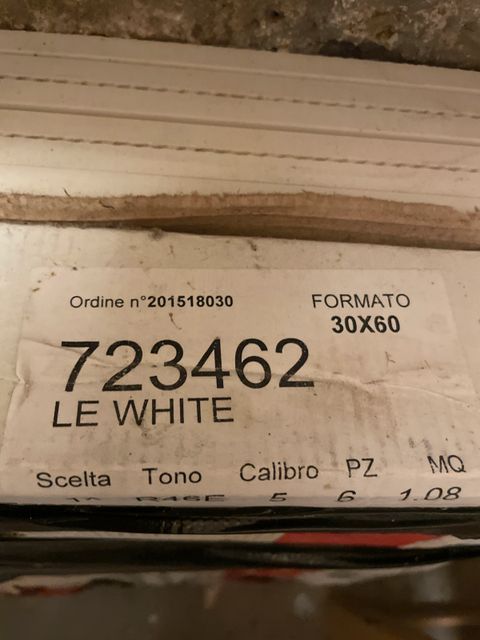 Ordine n°201518030
FORMATO
30X60
723462
LE WHITE
Scelta Tono Calibro PZ MQ
5 6 1.08